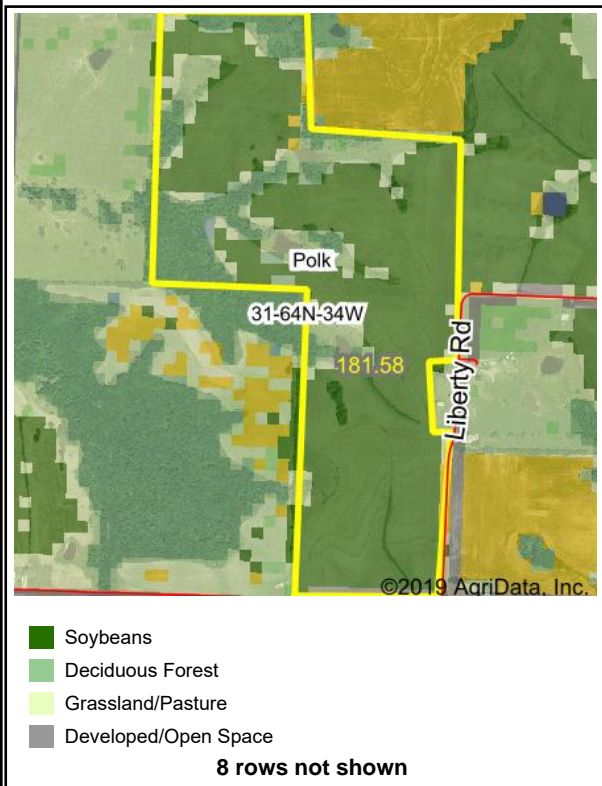 Polk
31-64N-34W
181.58
Liberty Rd
©2019 AgriData, Inc.
Soybeans
Deciduous Forest
Grassland/Pasture
Developed/Open Space
8 rows not shown